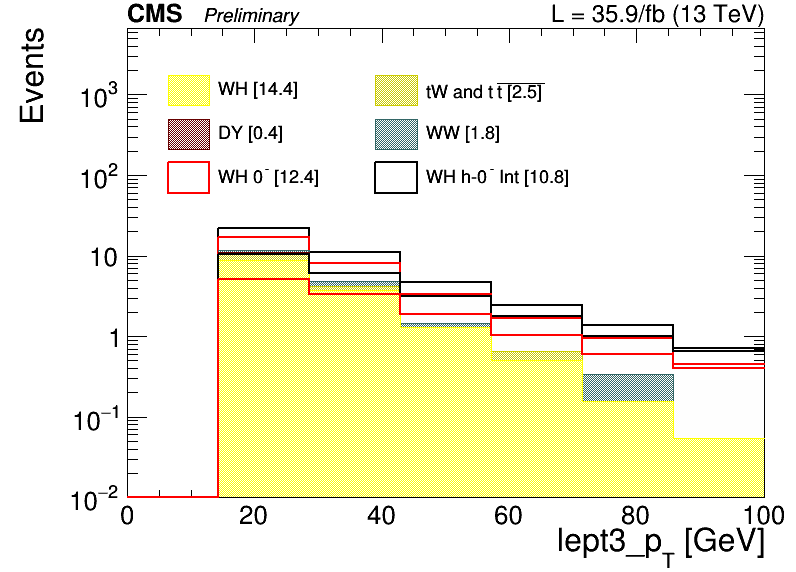 CMS Preliminary L = 35.9/fb (13 TeV)
Events
WH [14.4] tW and t t̅ [2.5]
DY [0.4] WW [1.8]
WH 0⁻ [12.4] WH h-0⁻ Int [10.8]
10³
10²
10
1
10⁻¹
10⁻²
0 20 40 60 80 100
lept3_p_T [GeV]